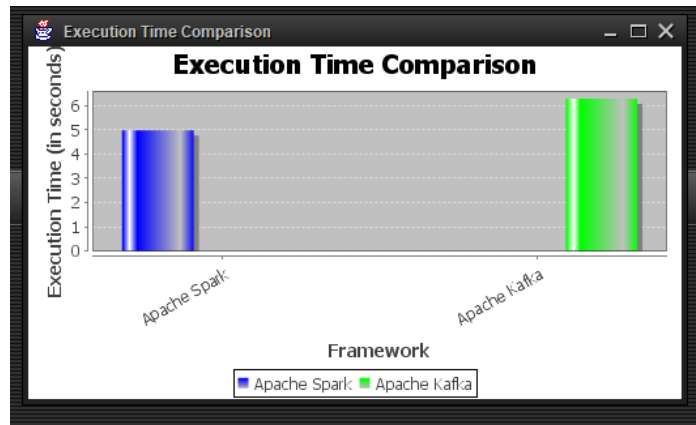 Execution Time Comparison
Execution Time Comparison
Execution Time (in seconds)
6
5
4
3
2
1
0
Apache Spark
Apache Kafka
Framework
Apache Spark Apache Kafka